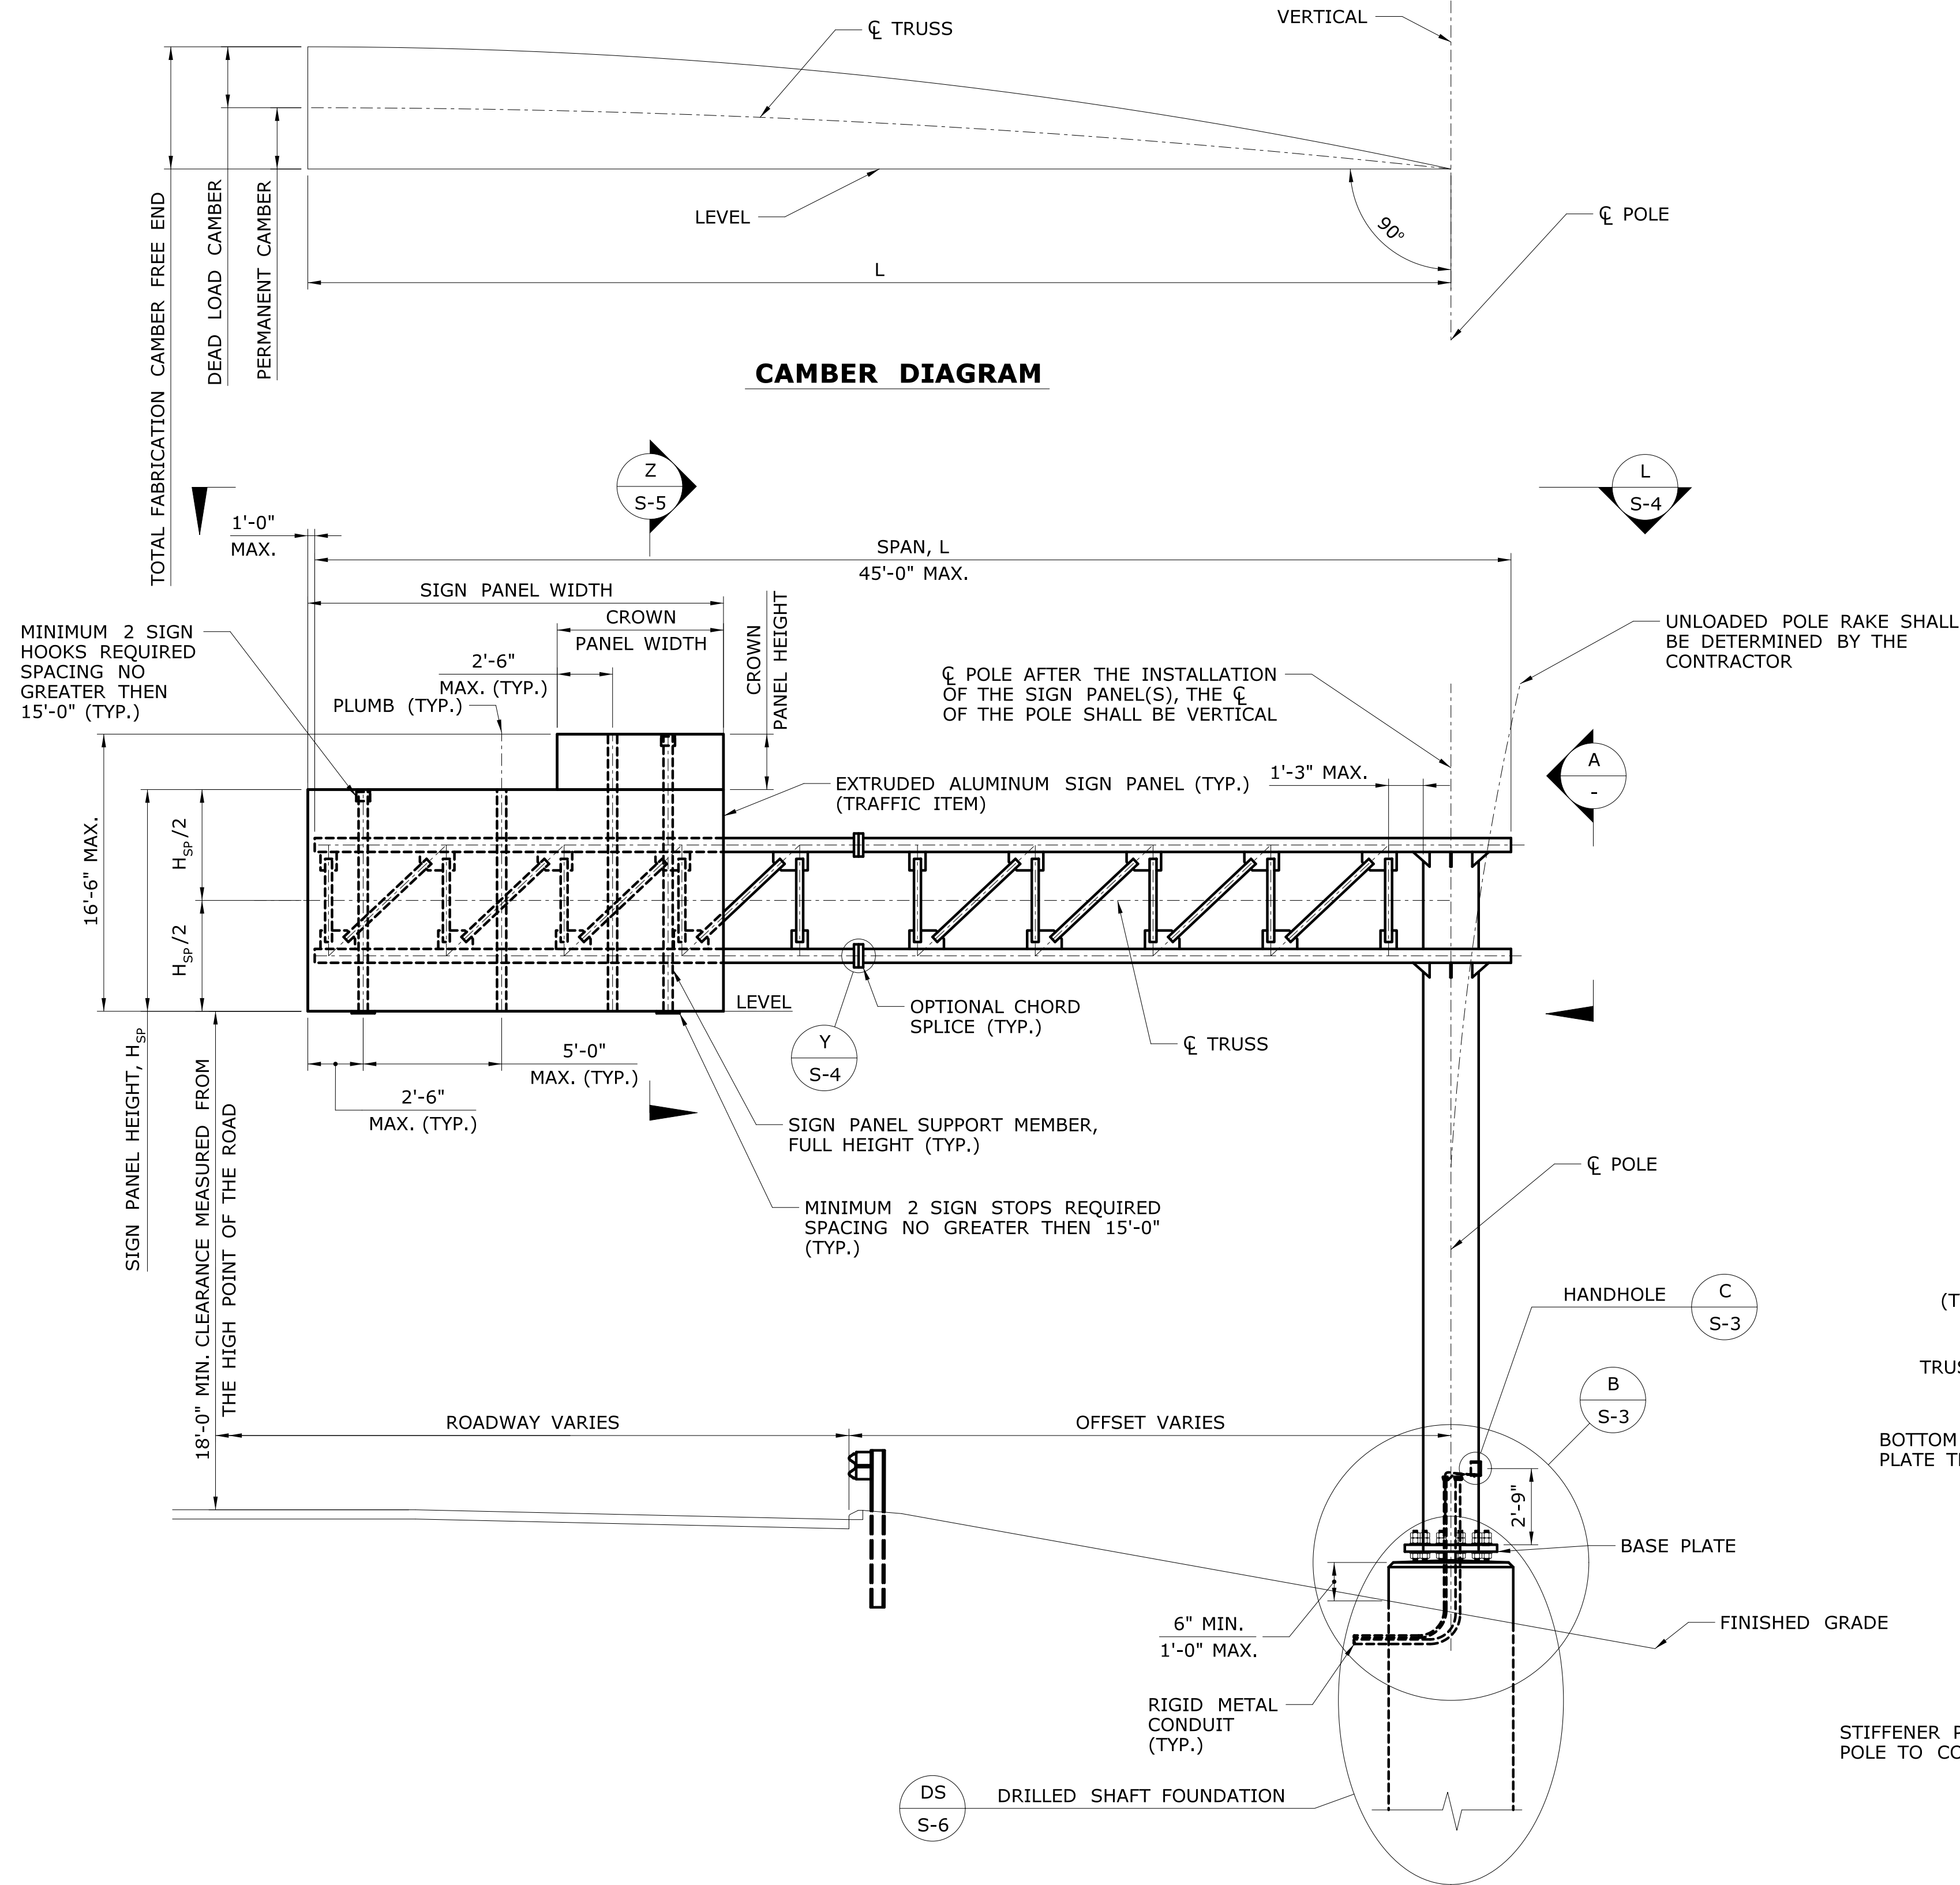 ℄ TRUSS
VERTICAL
LEVEL
90°
℄ POLE
L
TOTAL FABRICATION CAMBER FREE END
DEAD LOAD CAMBER
PERMANENT CAMBER
CAMBER DIAGRAM
Z
S-5
L
S-4
1'-0"
MAX.
SPAN, L
45'-0" MAX.
SIGN PANEL WIDTH
CROWN
PANEL WIDTH
CROWN
PANEL HEIGHT
MINIMUM 2 SIGN
HOOKS REQUIRED
SPACING NO
GREATER THEN
15'-0" (TYP.)
2'-6"
MAX. (TYP.)
PLUMB (TYP.)
℄ POLE AFTER THE INSTALLATION
OF THE SIGN PANEL(S), THE ℄
OF THE POLE SHALL BE VERTICAL
UNLOADED POLE RAKE SHALL
BE DETERMINED BY THE
CONTRACTOR
A
-
EXTRUDED ALUMINUM SIGN PANEL (TYP.)
(TRAFFIC ITEM)
1'-3" MAX.
16'-6" MAX.
HSP/2
HSP/2
LEVEL
OPTIONAL CHORD
SPLICE (TYP.)
Y
S-4
℄ TRUSS
5'-0"
MAX. (TYP.)
2'-6"
MAX. (TYP.)
SIGN PANEL HEIGHT, HSP
18'-0" MIN. CLEARANCE MEASURED FROM
THE HIGH POINT OF THE ROAD
SIGN PANEL SUPPORT MEMBER,
FULL HEIGHT (TYP.)
℄ POLE
MINIMUM 2 SIGN STOPS REQUIRED
SPACING NO GREATER THEN 15'-0"
(TYP.)
HANDHOLE
C
S-3
(T
TRUS
B
S-3
ROADWAY VARIES
OFFSET VARIES
BOTTOM
PLATE T
2'-9"
BASE PLATE
6" MIN.
1'-0" MAX.
FINISHED GRADE
RIGID METAL
CONDUIT
(TYP.)
STIFFENER P
POLE TO CO
DS
S-6
DRILLED SHAFT FOUNDATION